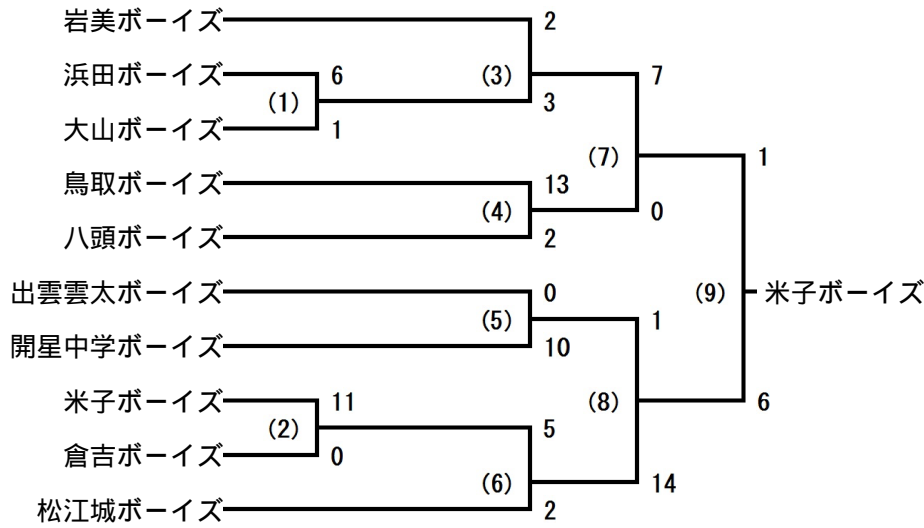 岩美ボーイズ 2
浜田ボーイズ 6 (3) 7
(1) 3
大山ボーイズ 1
(7) 1
鳥取ボーイズ 13
(4) 0
八頭ボーイズ 2
出雲雲太ボーイズ 0 (9) 米子ボーイズ
(5) 1
開星中学ボーイズ 10
米子ボーイズ 11 (8) 6
(2) 5
倉吉ボーイズ 0
(6) 14
松江城ボーイズ 2